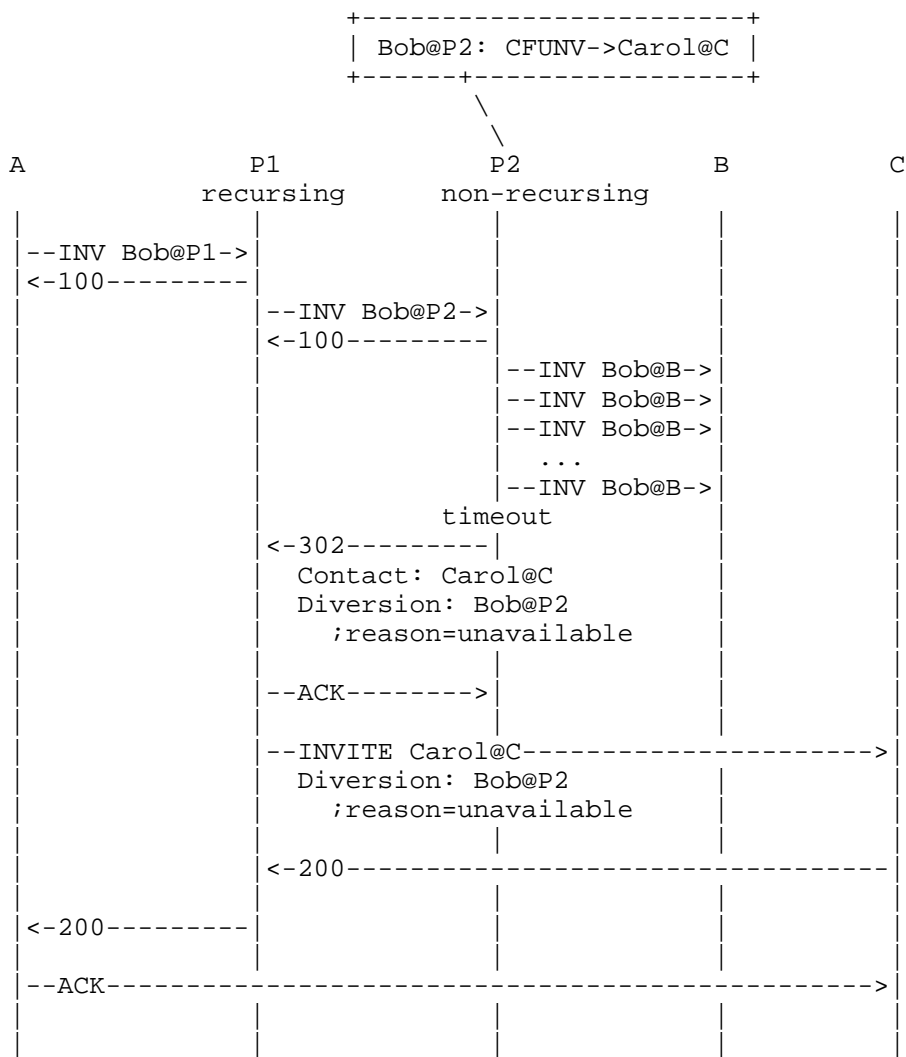 Bob@P2: CFUNV->Carol@C
A P1 P2 B C
recursing non-recursing
--INV Bob@P1->
<-100---------
--INV Bob@P2->
<-100---------
--INV Bob@B->
--INV Bob@B->
--INV Bob@B->
...
--INV Bob@B->
timeout
<-302---------
Contact: Carol@C
Diversion: Bob@P2
;reason=unavailable
--ACK-------->
--INVITE Carol@C---------------------->
Diversion: Bob@P2
;reason=unavailable
<-200----------------------------------
<-200---------
--ACK------------------------------------------------->